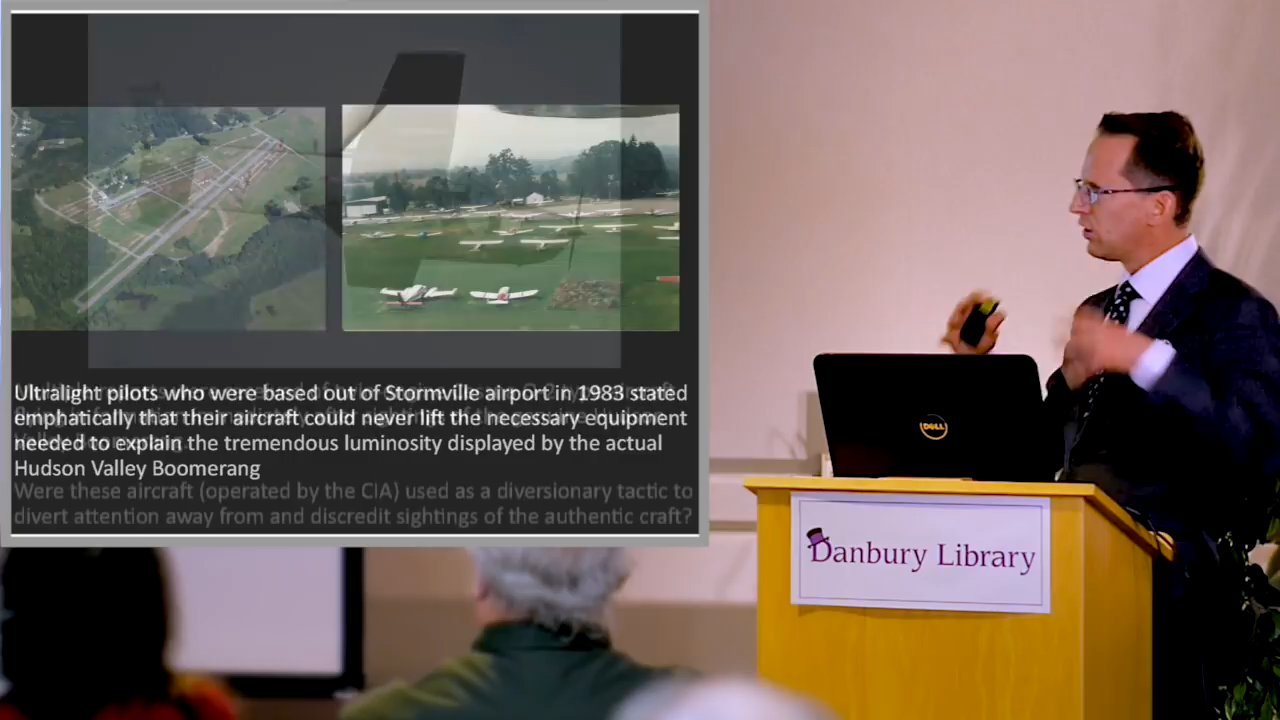 Ultralight pilots who were based out of Stormville airport in 1983 stated
emphatically that their aircraft could never lift the necessary equipment
needed to explain the tremendous luminosity displayed by the actual
Hudson Valley Boomerang
Were these aircraft (operated by the CIA) used as a diversionary tactic to
divert attention away from and discredit sightings of the authentic craft?
DELL
Danbury Library